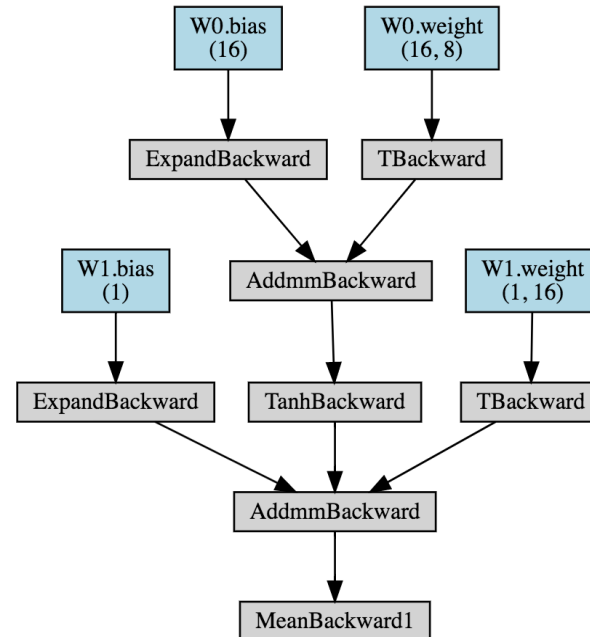 W0.bias
(16)
W0.weight
(16, 8)
ExpandBackward
TBackward
AddmmBackward
W1.bias
(1)
W1.weight
(1, 16)
ExpandBackward
TanhBackward
TBackward
AddmmBackward
MeanBackward1